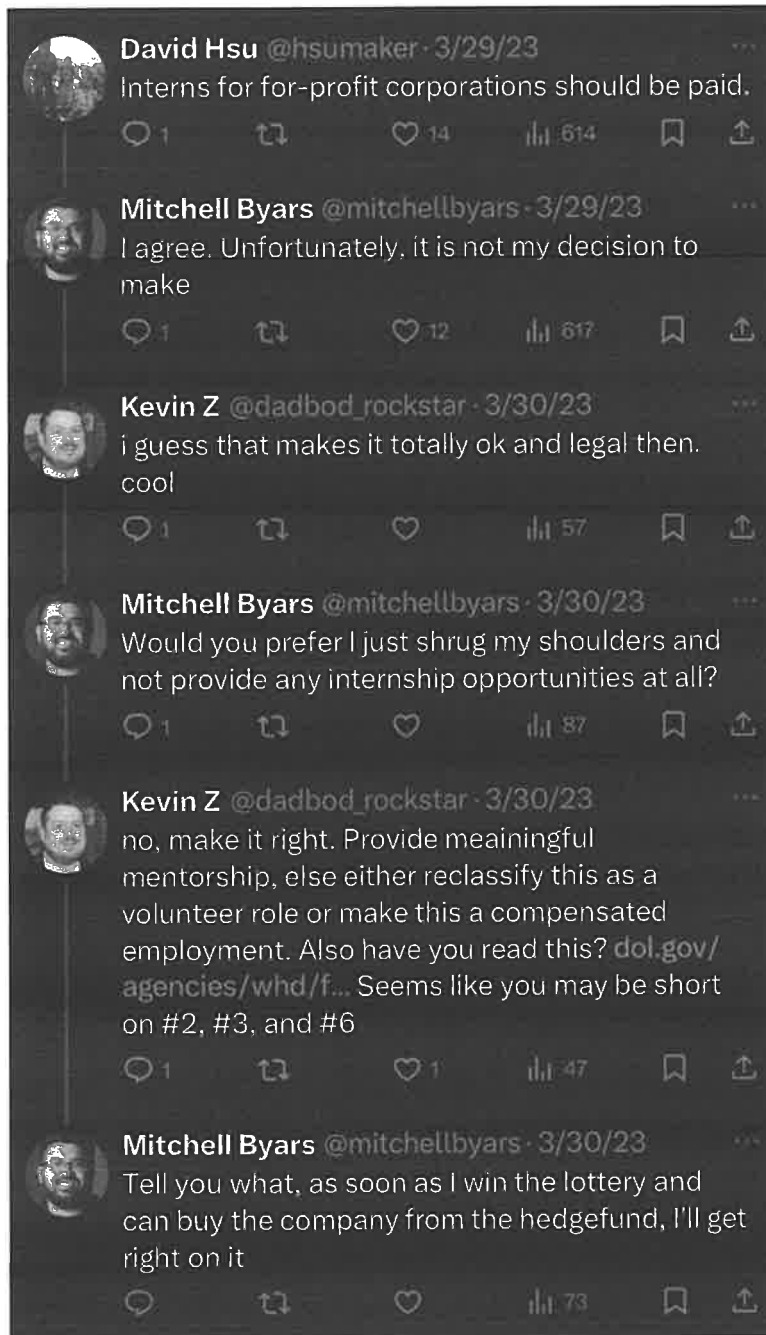 David Hsu @hsumaker · 3/29/23 ...
Interns for for-profit corporations should be paid.
1 14 614
Mitchell Byars @mitchellbyars · 3/29/23 ...
I agree. Unfortunately, it is not my decision to
make
1 12 617
Kevin Z @dadbod_rockstar · 3/30/23 ...
i guess that makes it totally ok and legal then.
cool
1 57
Mitchell Byars @mitchellbyars · 3/30/23 ...
Would you prefer I just shrug my shoulders and
not provide any internship opportunities at all?
1 87
Kevin Z @dadbod_rockstar · 3/30/23 ...
no, make it right. Provide meainingful
mentorship, else either reclassify this as a
volunteer role or make this a compensated
employment. Also have you read this? dol.gov/
agencies/whd/f... Seems like you may be short
on #2, #3, and #6
1 1 47
Mitchell Byars @mitchellbyars · 3/30/23 ...
Tell you what, as soon as I win the lottery and
can buy the company from the hedgefund, I'll get
right on it
73